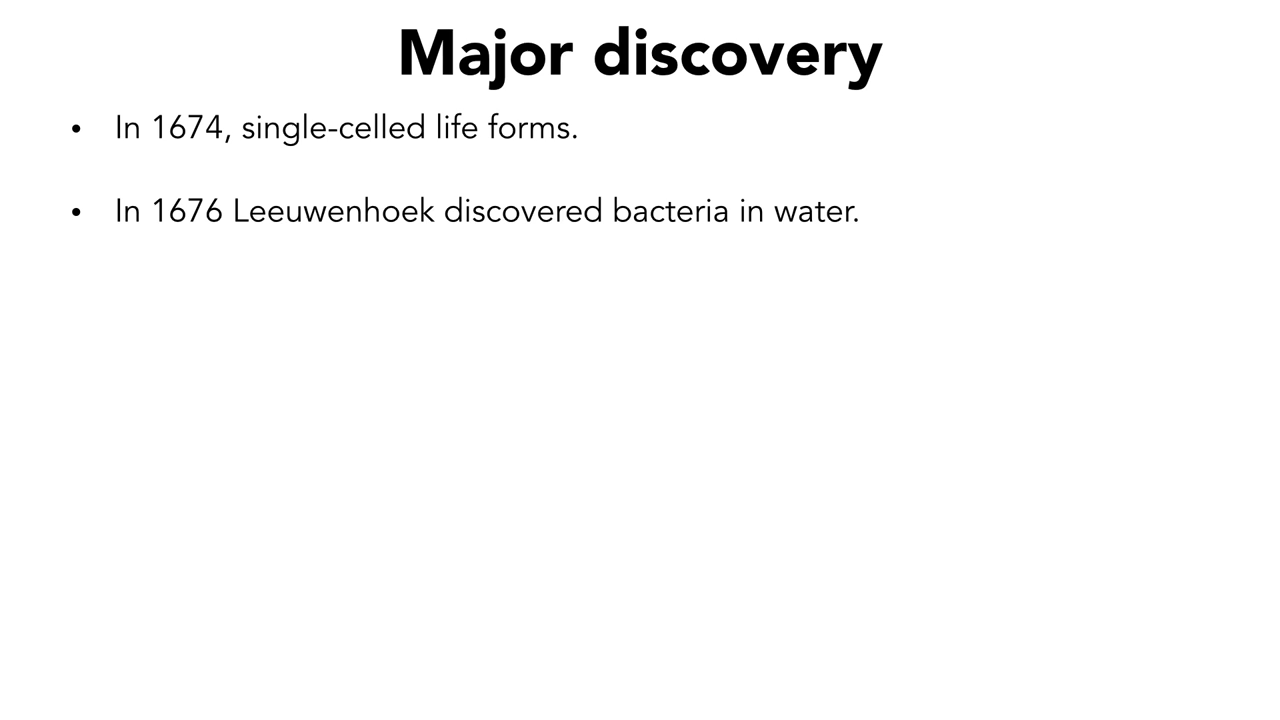 Major discovery
• In 1674, single-celled life forms.
• In 1676 Leeuwenhoek discovered bacteria in water.